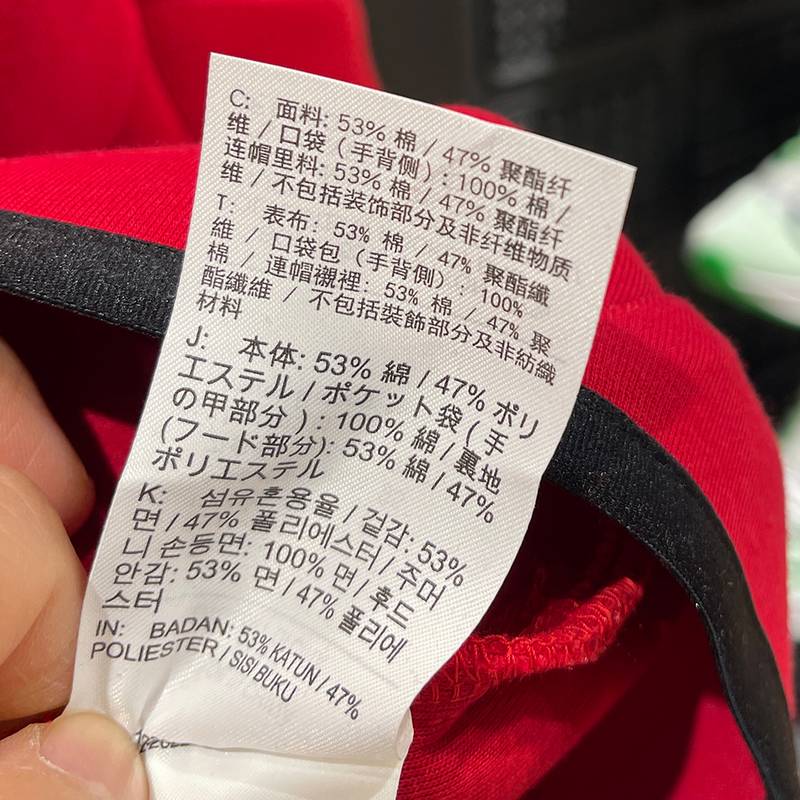 C: 面料: 53% 棉 / 47% 聚酯纤
维 / 口袋（手背侧）: 100% 棉 /
连帽里料: 53% 棉 / 47% 聚酯纤
维 / 不包括装饰部分及非纤维物质
T: 表布: 53% 棉 / 47% 聚酯纖
維 / 口袋包（手背側）: 100%
棉 / 連帽襯裡: 53% 棉 / 47% 聚
酯纖維 / 不包括裝飾部分及非紡織
材料
J: 本体: 53% 綿 / 47% ポリ
エステル / ポケット袋 ( 手
の甲部分 ) : 100% 綿 / 裏地
(フード部分): 53% 綿 / 47%
ポリエステル
K: 섬유혼용율 / 겉감: 53%
면 / 47% 폴리에스터 / 주머
니 손등면: 100% 면 / 후드
안감: 53% 면 / 47% 폴리에
스터
IN: BADAN: 53% KATUN / 47%
POLIESTER / SISI BUKU